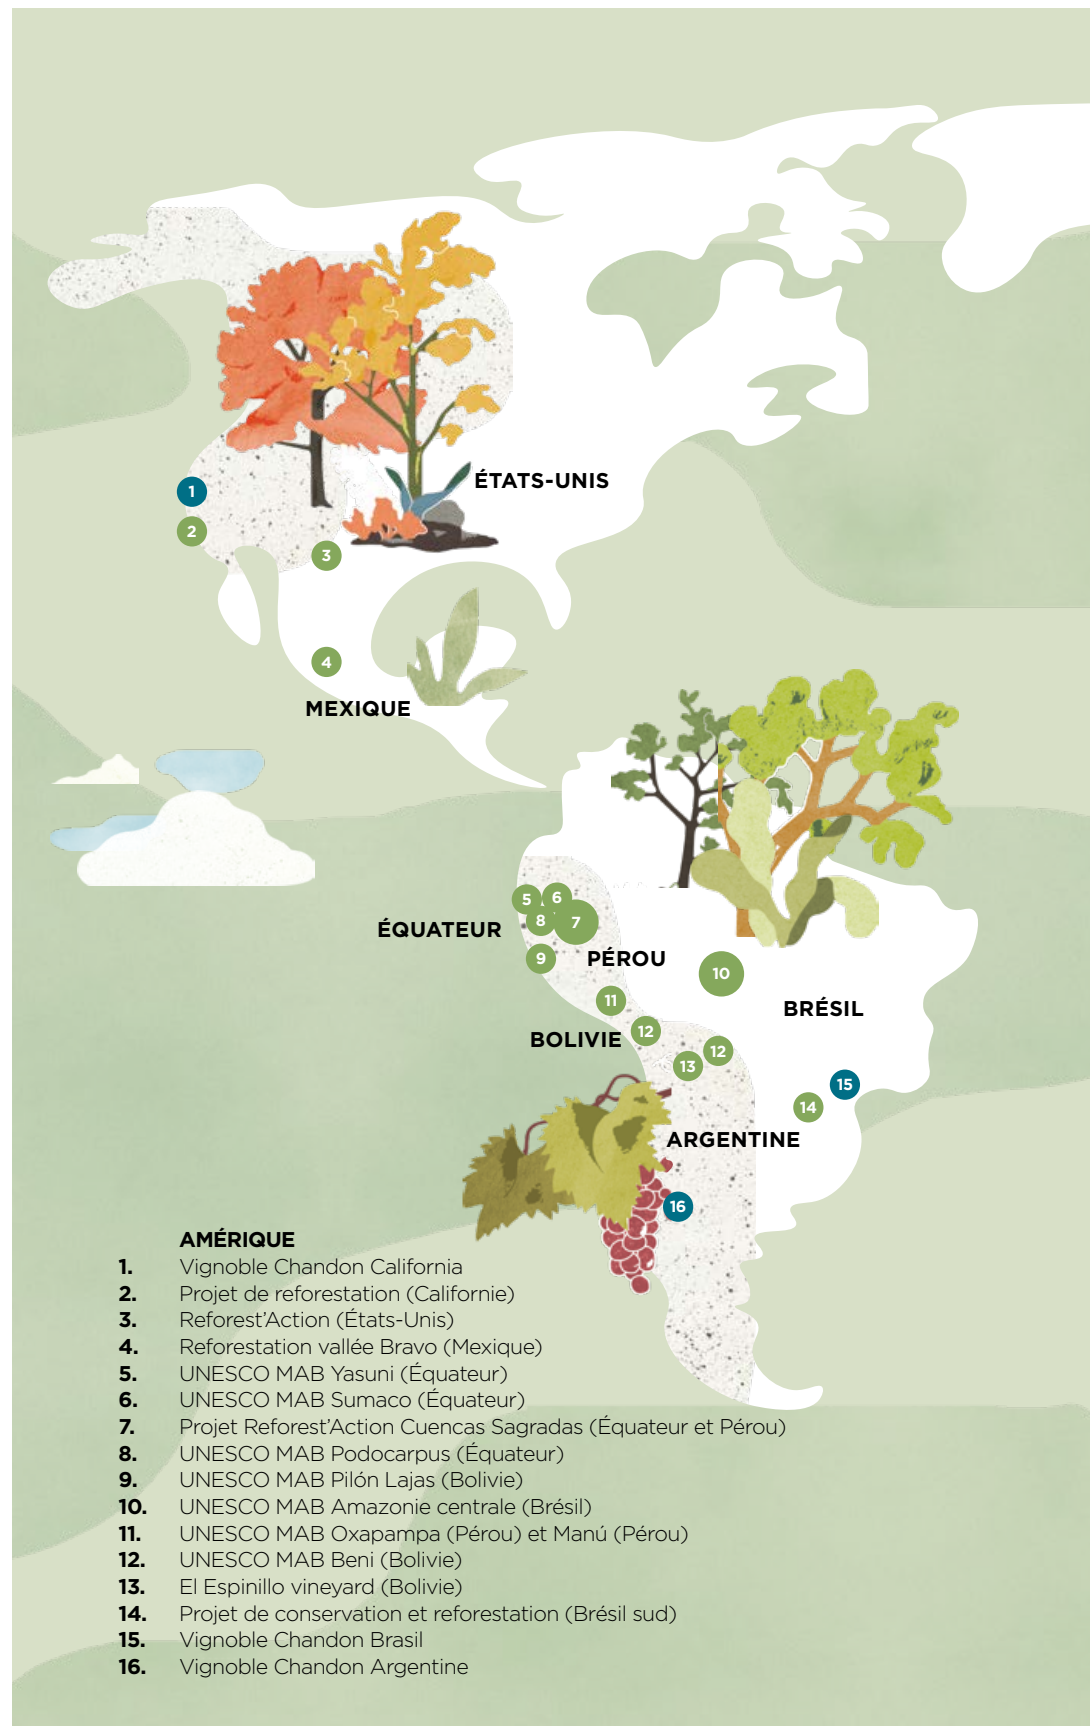 1
ÉTATS-UNIS
2
3
4
MEXIQUE
5
6
8
7
ÉQUATEUR
9
PÉROU
10
11
BRÉSIL
12
BOLIVIE
12
13
15
14
ARGENTINE
16
AMÉRIQUE
1. Vignoble Chandon California
2. Projet de reforestation (Californie)
3. Reforest’Action (États-Unis)
4. Reforestation vallée Bravo (Mexique)
5. UNESCO MAB Yasuni (Équateur)
6. UNESCO MAB Sumaco (Équateur)
7. Projet Reforest’Action Cuencas Sagradas (Équateur et Pérou)
8. UNESCO MAB Podocarpus (Équateur)
9. UNESCO MAB Pilón Lajas (Bolivie)
10. UNESCO MAB Amazonie centrale (Brésil)
11. UNESCO MAB Oxapampa (Pérou) et Manú (Pérou)
12. UNESCO MAB Beni (Bolivie)
13. El Espinillo vineyard (Bolivie)
14. Projet de conservation et reforestation (Brésil sud)
15. Vignoble Chandon Brasil
16. Vignoble Chandon Argentine